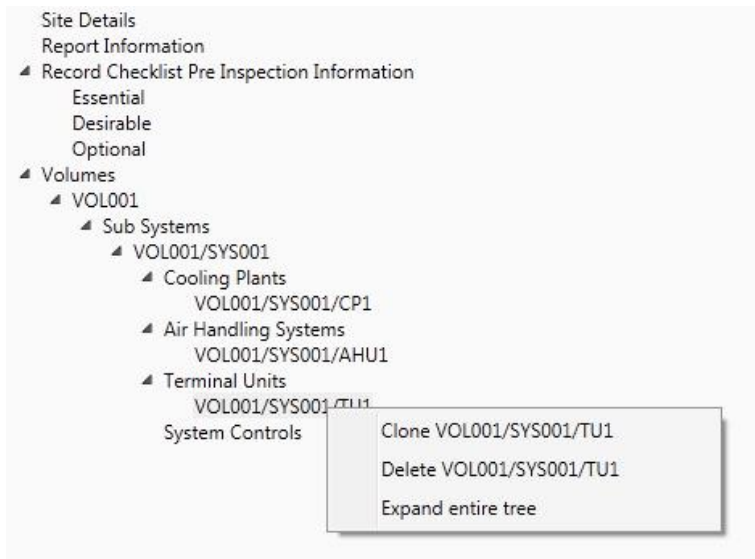 Site Details
Report Information
Record Checklist Pre Inspection Information
Essential
Desirable
Optional
Volumes
VOL001
Sub Systems
VOL001/SYS001
Cooling Plants
VOL001/SYS001/CP1
Air Handling Systems
VOL001/SYS001/AHU1
Terminal Units
VOL001/SYS001/TU1
System Controls
Clone VOL001/SYS001/TU1
Delete VOL001/SYS001/TU1
Expand entire tree